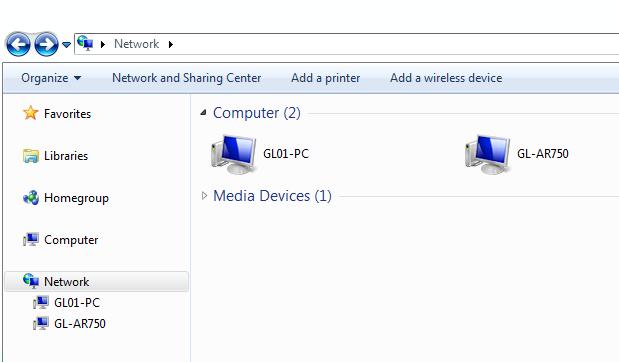 Network
Organize Network and Sharing Center Add a printer Add a wireless device
Favorites
Libraries
Homegroup
Computer
Network
GL01-PC
GL-AR750
Computer (2)
GL01-PC GL-AR750
Media Devices (1)